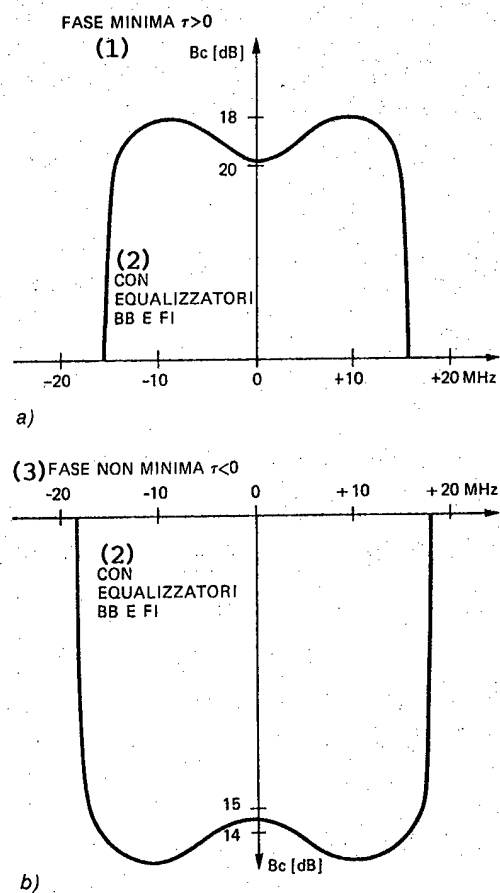 FASE MINIMA τ>0
(1)
Bc [dB]
18
20
(2)
CON
EQUALIZZATORI
BB E FI
-20 -10 0 +10 +20 MHz
a)
(3) FASE NON MINIMA τ<0
-20 -10 0 +10 +20 MHz
(2)
CON
EQUALIZZATORI
BB E FI
15
14
Bc [dB]
b)